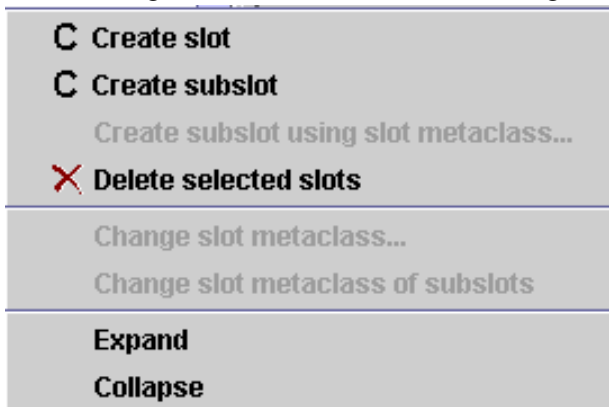 C Create slot
C Create subslot
Create subslot using slot metaclass...
Delete selected slots
Change slot metaclass...
Change slot metaclass of subslots
Expand
Collapse